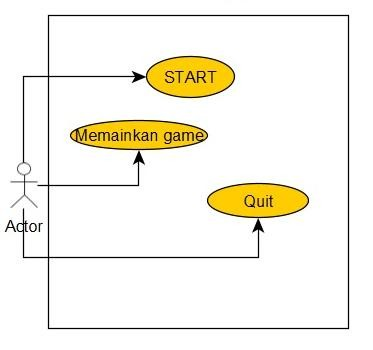 START
Memainkan game
Quit
Actor